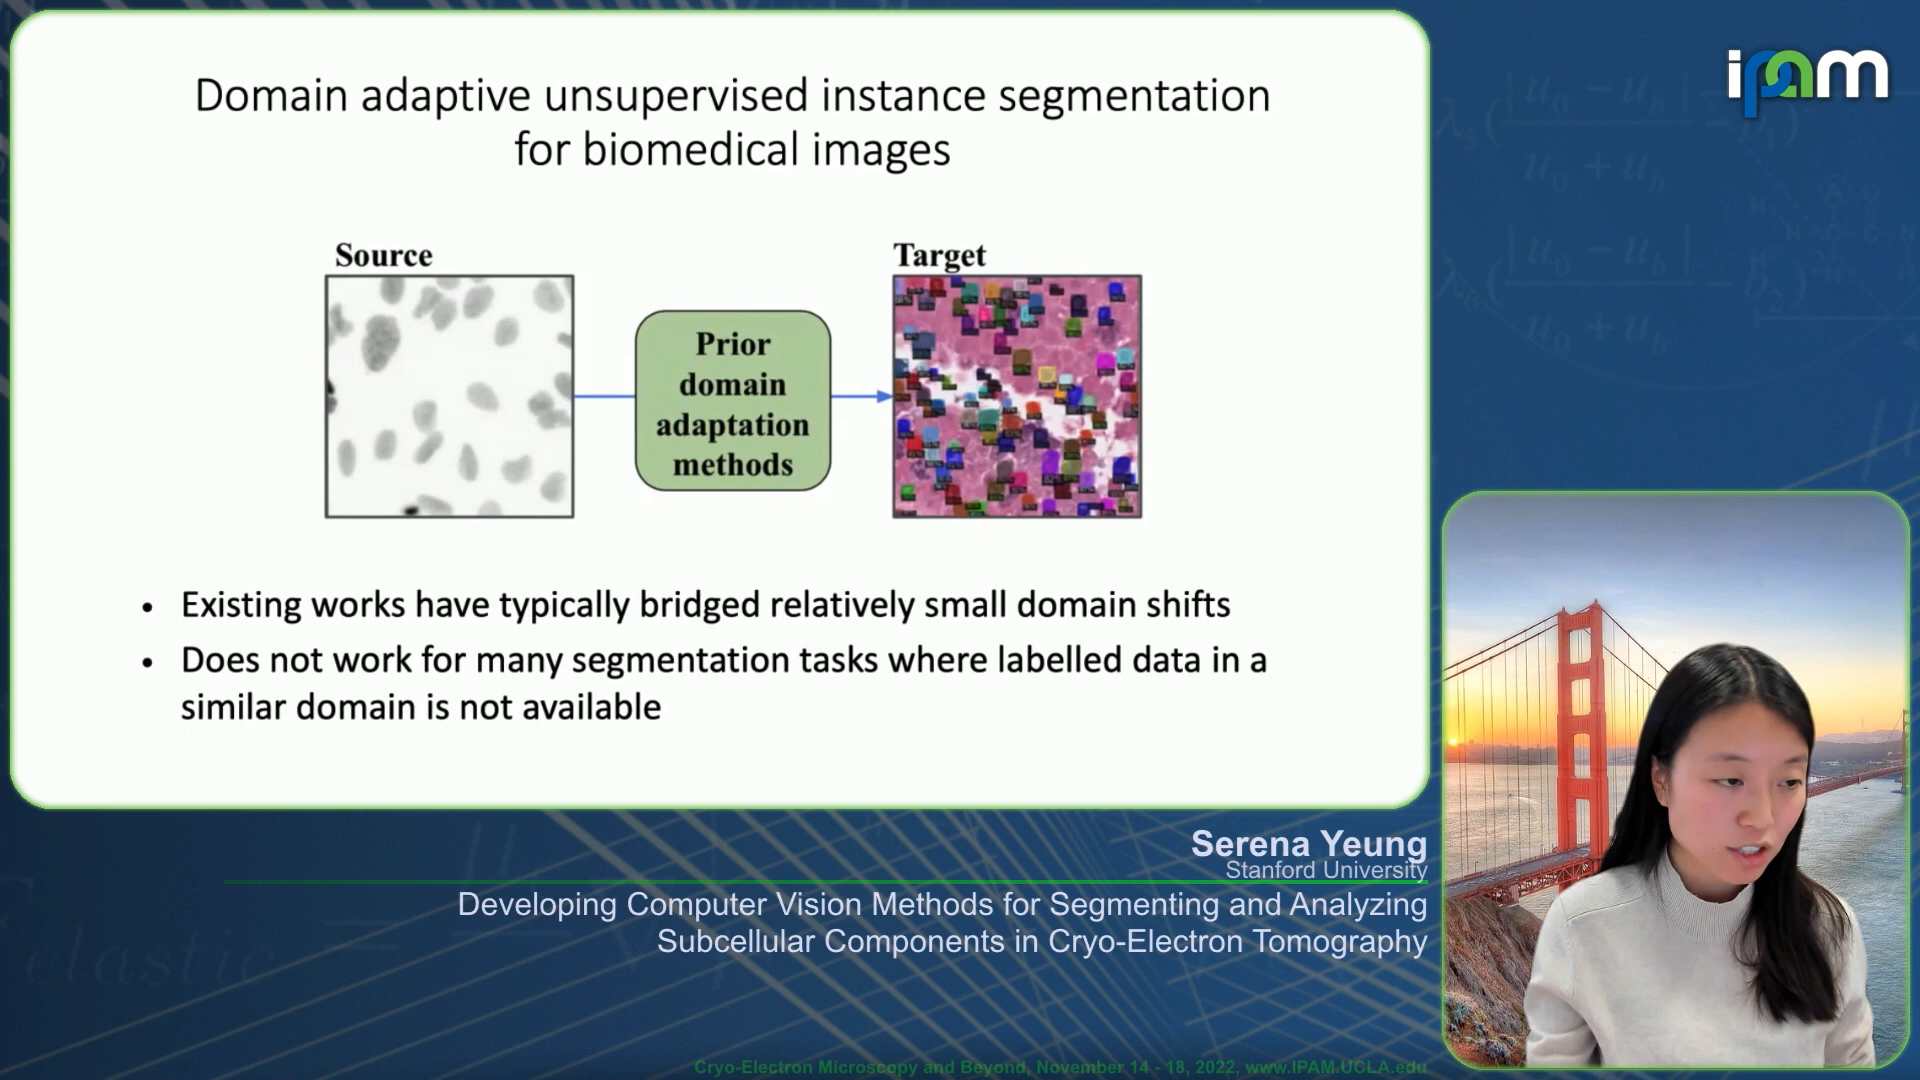 Domain adaptive unsupervised instance segmentation
for biomedical images
Source
Target
Prior
domain
adaptation
methods
• Existing works have typically bridged relatively small domain shifts
• Does not work for many segmentation tasks where labelled data in a
similar domain is not available
ipam
Serena Yeung
Stanford University
Developing Computer Vision Methods for Segmenting and Analyzing
Subcellular Components in Cryo-Electron Tomography
elastic
Cryo-Electron Microscopy and Beyond, November 14 - 18, 2022, www.IPAM.UCLA.edu